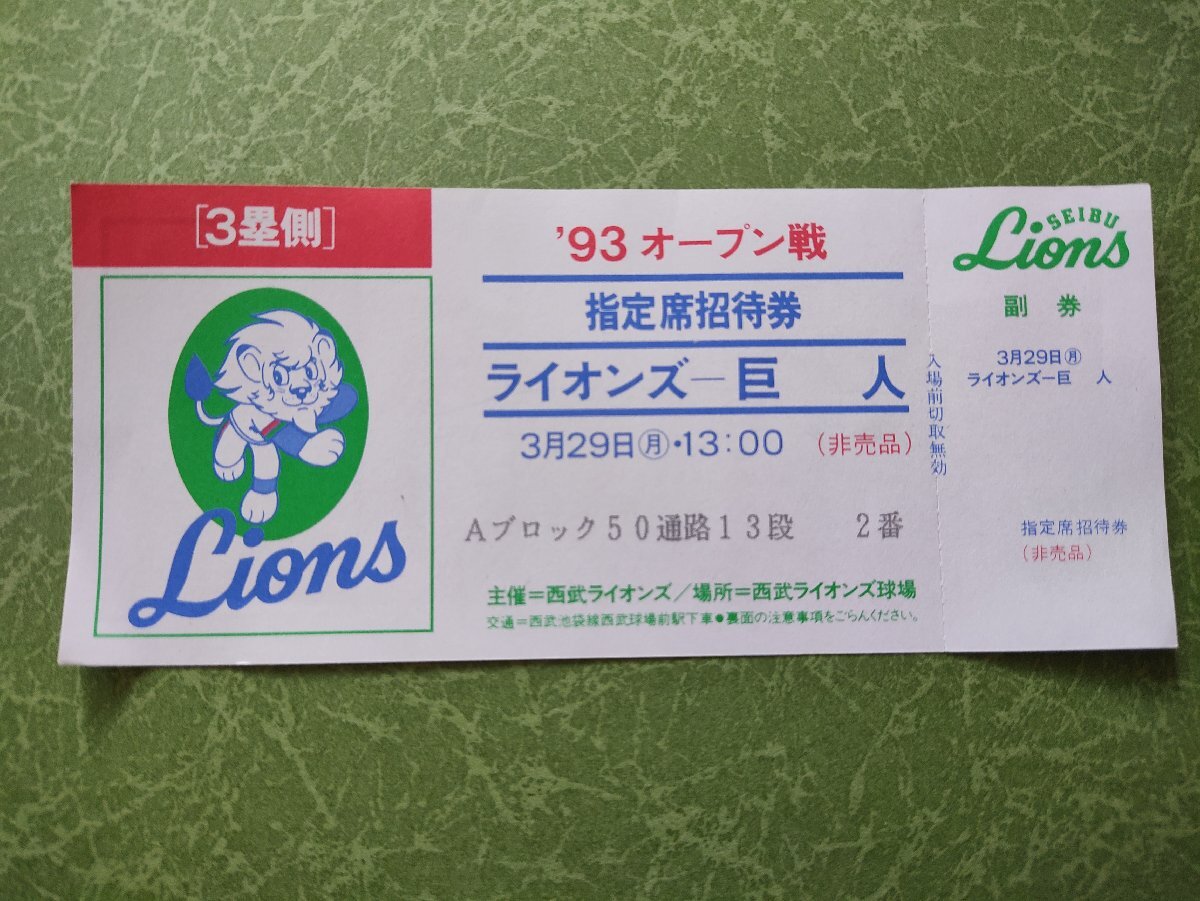 [3塁側]
Lions
'93 オープン戦
指定席招待券
ライオンズ―巨 人
3月29日㊊・13:00 (非売品)
Aブロック50通路13段 2番
主催=西武ライオンズ/場所=西武ライオンズ球場
交通=西武池袋線西武球場前駅下車●裏面の注意事項をごらんください。
入場前切取無効
SEIBU
Lions
副 券
3月29日㊊
ライオンズ―巨 人
指定席招待券
(非売品)